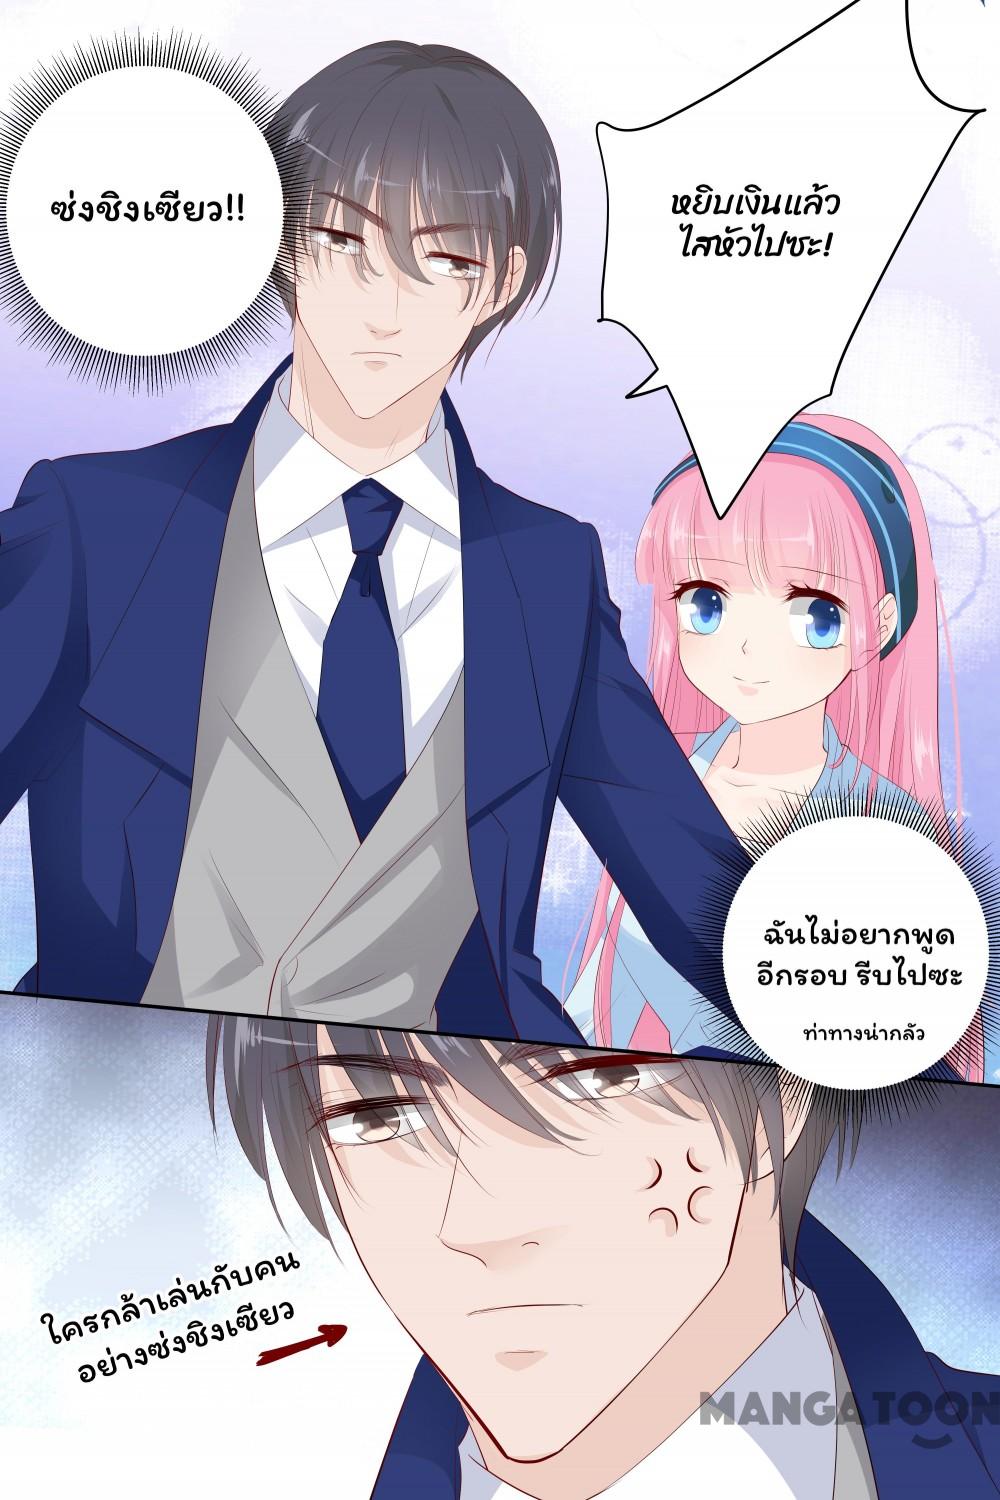 ซ่งชิงเซียว!!
หยิบเงินแล้ว
ไสหัวไปซะ!
ฉันไม่อยากพูด
อีกรอบ รีบไปซะ
ท่าทางน่ากลัว
ใครกล้าเล่นกับคน
อย่างซ่งชิงเซียว
MANGATOON